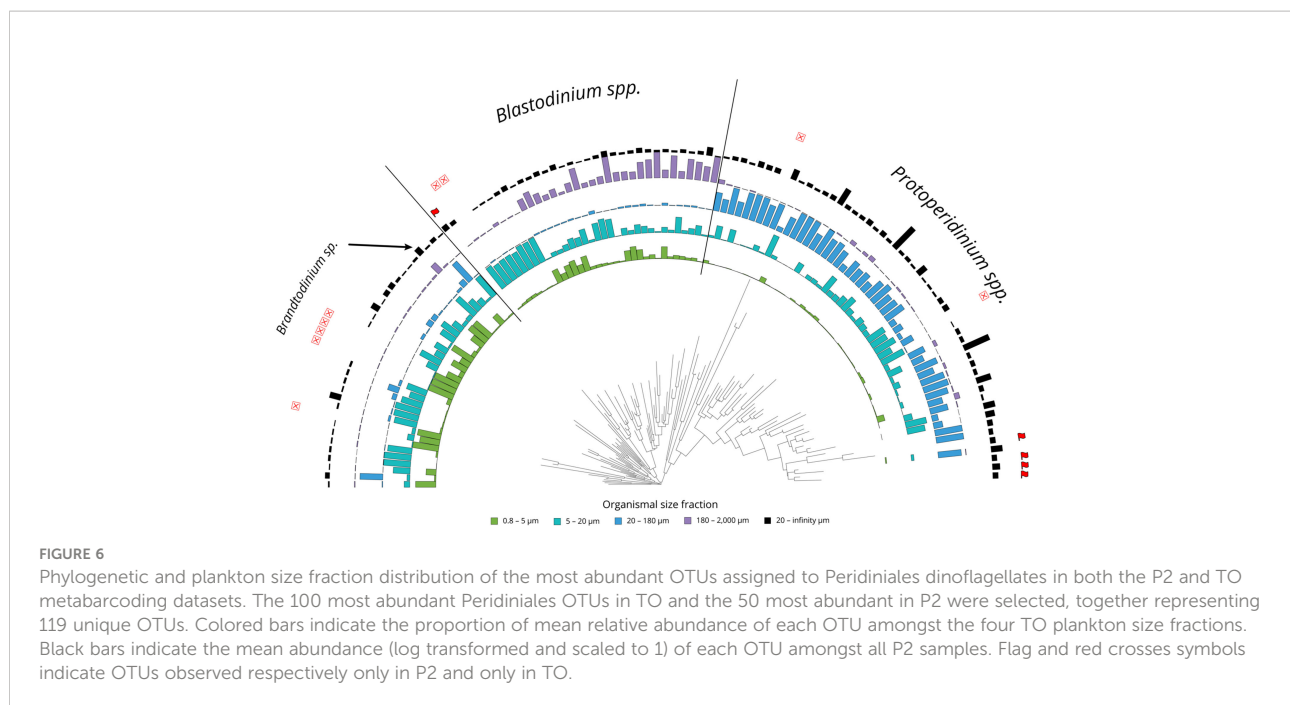 Blastodinium spp.
Protoperidinium spp.
Brandtodinium sp.
Organismal size fraction
0.8 – 5 µm 5 – 20 µm 20 – 180 µm 180 – 2,000 µm 20 – infinity µm
FIGURE 6
Phylogenetic and plankton size fraction distribution of the most abundant OTUs assigned to Peridiniales dinoflagellates in both the P2 and TO
metabarcoding datasets. The 100 most abundant Peridiniales OTUs in TO and the 50 most abundant in P2 were selected, together representing
119 unique OTUs. Colored bars indicate the proportion of mean relative abundance of each OTU amongst the four TO plankton size fractions.
Black bars indicate the mean abundance (log transformed and scaled to 1) of each OTU amongst all P2 samples. Flag and red crosses symbols
indicate OTUs observed respectively only in P2 and only in TO.